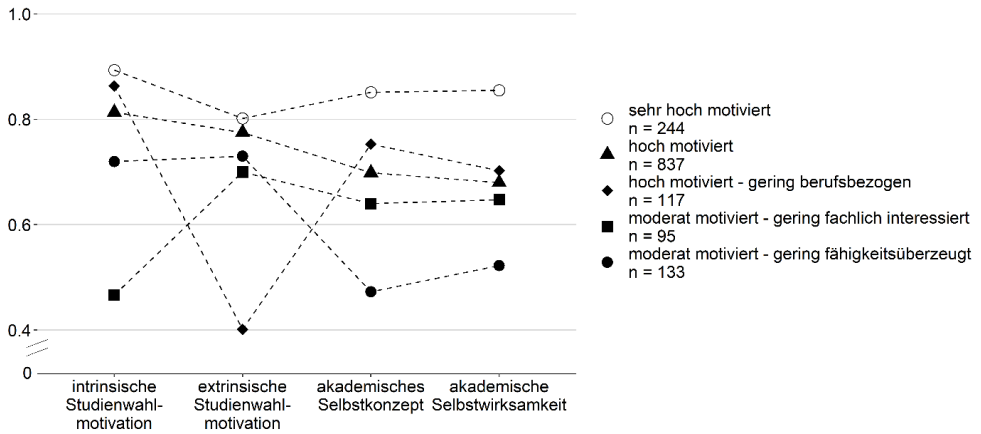 1.0
0.8
0.6
0.4
0
intrinsische
Studienwahl-
motivation
extrinsische
Studienwahl-
motivation
akademisches
Selbstkonzept
akademische
Selbstwirksamkeit
sehr hoch motiviert
n = 244
hoch motiviert
n = 837
hoch motiviert - gering berufsbezogen
n = 117
moderat motiviert - gering fachlich interessiert
n = 95
moderat motiviert - gering fähigkeitsüberzeugt
n = 133